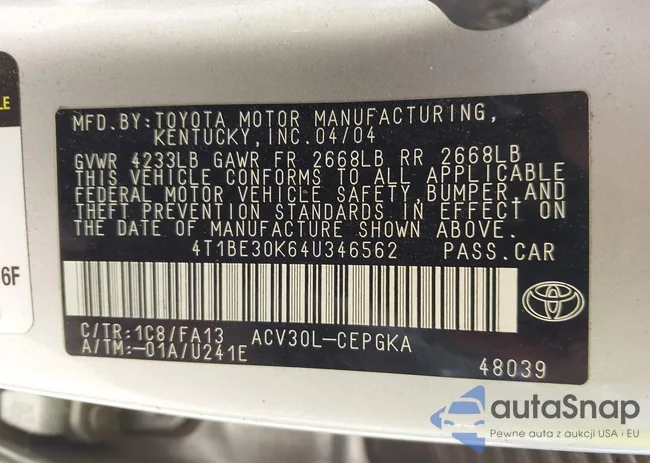 LE
6F
MFD.BY:TOYOTA MOTOR MANUFACTURING,
KENTUCKY,INC.04/04
GVWR 4233LB GAWR FR 2668LB RR 2668LB
THIS VEHICLE CONFORMS TO ALL APPLICABLE
FEDERAL MOTOR VEHICLE SAFETY,BUMPER,AND
THEFT PREVENTION STANDARDS IN EFFECT ON
THE DATE OF MANUFACTURE SHOWN ABOVE.
4T1BE30K64U346562 PASS.CAR
C/TR:1C8/FA13 ACV30L-CEPGKA
A/TM:-01A/U241E
48039
autaSnap
Pewne auta z aukcji USA i EU